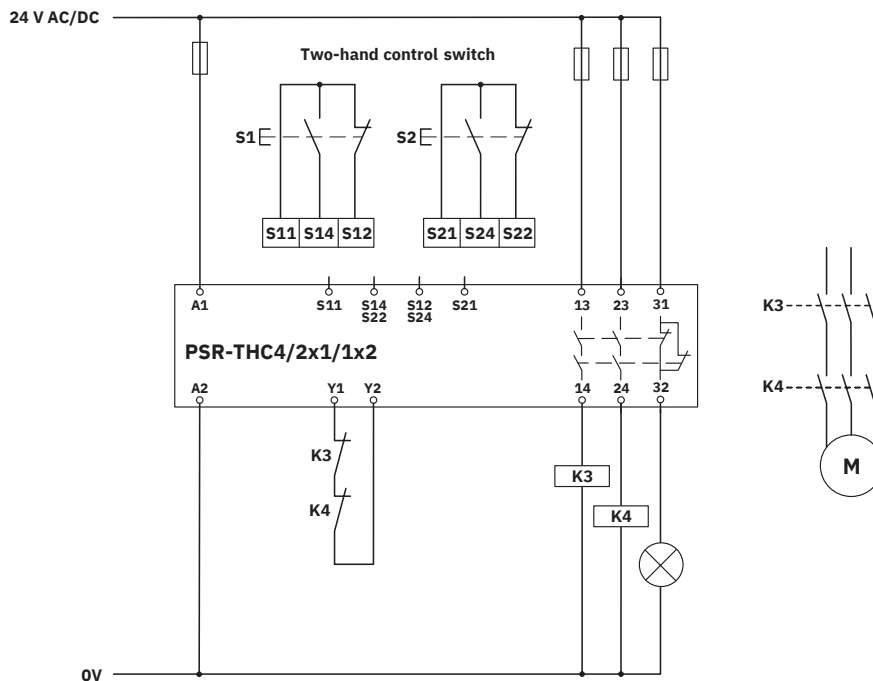 24 V AC/DC
Two-hand control switch
S1
S2
S11 S14 S12
S21 S24 S22
A1 S11 S14 S12 S21 13 23 31
S22 S24
PSR-THC4/2x1/1x2
A2 Y1 Y2 14 24 32
K3
K4
K3
K4
K3
K4
M
0V